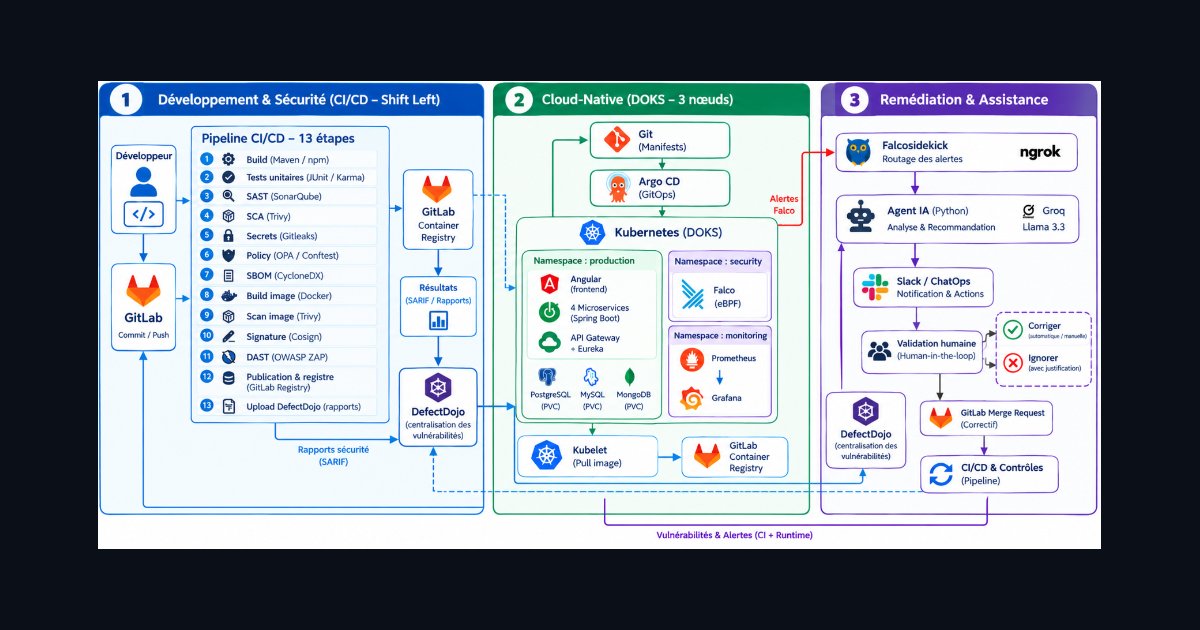 1 Développement & Sécurité (CI/CD – Shift Left)
Développeur
</>
GitLab
Commit / Push
Pipeline CI/CD – 13 étapes
1 Build (Maven / npm)
2 Tests unitaires (JUnit / Karma)
3 SAST (SonarQube)
4 SCA (Trivy)
5 Secrets (Gitleaks)
6 Policy (OPA / Conftest)
7 SBOM (CycloneDX)
8 Build image (Docker)
9 Scan image (Trivy)
10 Signature (Cosign)
11 DAST (OWASP ZAP)
12 Publication & registre
(GitLab Registry)
13 Upload DefectDojo (rapports)
Rapports sécurité
(SARIF)
GitLab
Container
Registry
Résultats
(SARIF / Rapports)
DefectDojo
(centralisation des
vulnérabilités)
2 Cloud-Native (DOKS – 3 nœuds)
Git
(Manifests)
Argo CD
(GitOps)
Kubernetes (DOKS)
Namespace : production
Angular
(frontend)
4 Microservices
(Spring Boot)
API Gateway
+ Eureka
PostgreSQL
(PVC)
MySQL
(PVC)
MongoDB
(PVC)
Namespace : security
Falco
(eBPF)
Namespace : monitoring
Prometheus
Grafana
Kubelet
(Pull image)
GitLab
Container
Registry
Alertes
Falco
3 Remédiation & Assistance
Falcosidekick
Routage des alertes
ngrok
Agent IA (Python)
Analyse & Recommandation
Groq
Llama 3.3
Slack / ChatOps
Notification & Actions
Validation humaine
(Human-in-the-loop)
Corriger
(automatique / manuelle)
Ignorer
(avec justification)
GitLab Merge Request
(Correctif)
CI/CD & Contrôles
(Pipeline)
DefectDojo
(centralisation des
vulnérabilités)
Vulnérabilités & Alertes (CI + Runtime)